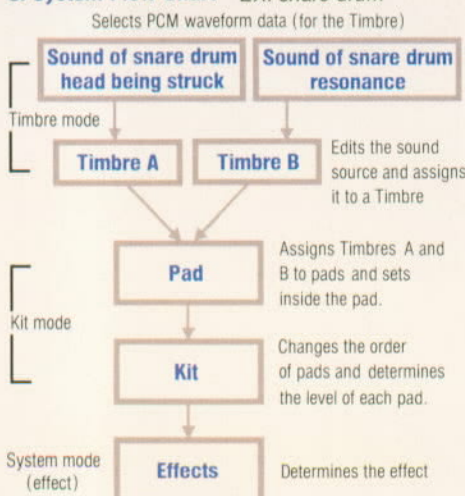 Selects PCM waveform data (for the Timbre)
Sound of snare drum
head being struck
Sound of snare drum
resonance
Timbre mode
Timbre A
Timbre B
Edits the sound
source and assigns
it to a Timbre
Pad
Assigns Timbres A and
B to pads and sets
inside the pad.
Kit mode
Kit
Changes the order
of pads and determines
the level of each pad.
System mode
(effect)
Effects
Determines the effect